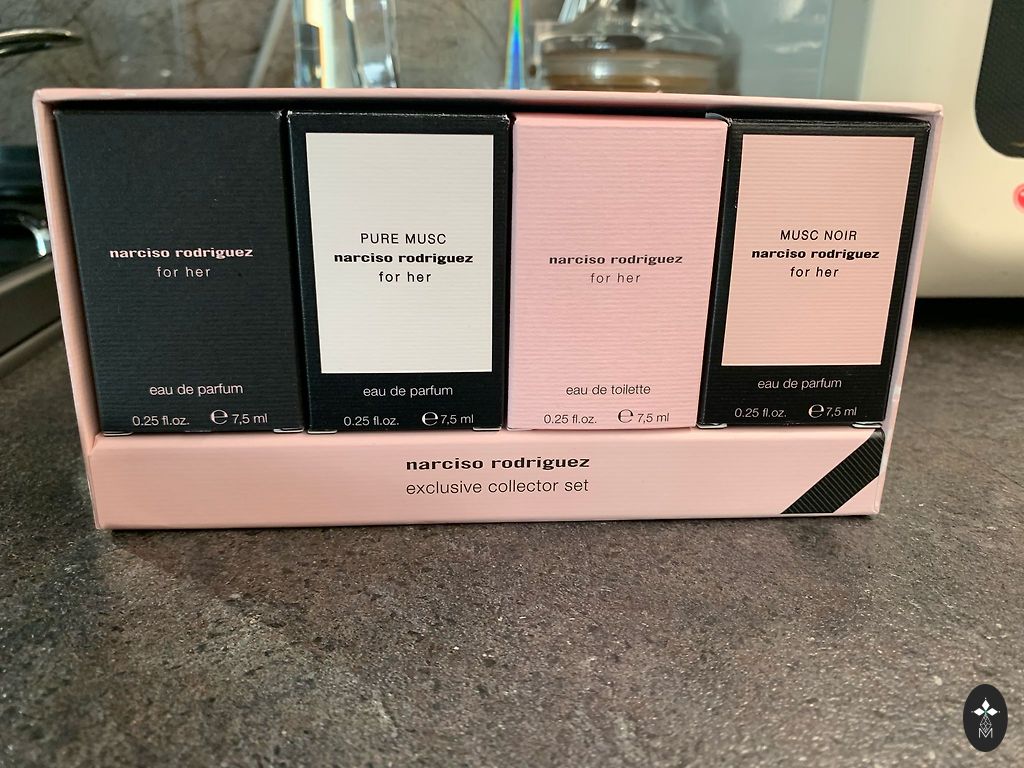 narciso rodriguez
for her
eau de parfum
0.25 fl.oz. ℮ 7,5 ml
PURE MUSC
narciso rodriguez
for her
eau de parfum
0.25 fl.oz. ℮ 7,5 ml
narciso rodriguez
for her
eau de toilette
0.25 fl.oz. ℮ 7,5 ml
MUSC NOIR
narciso rodriguez
for her
eau de parfum
0.25 fl.oz. ℮ 7,5 ml
narciso rodriguez
exclusive collector set
M